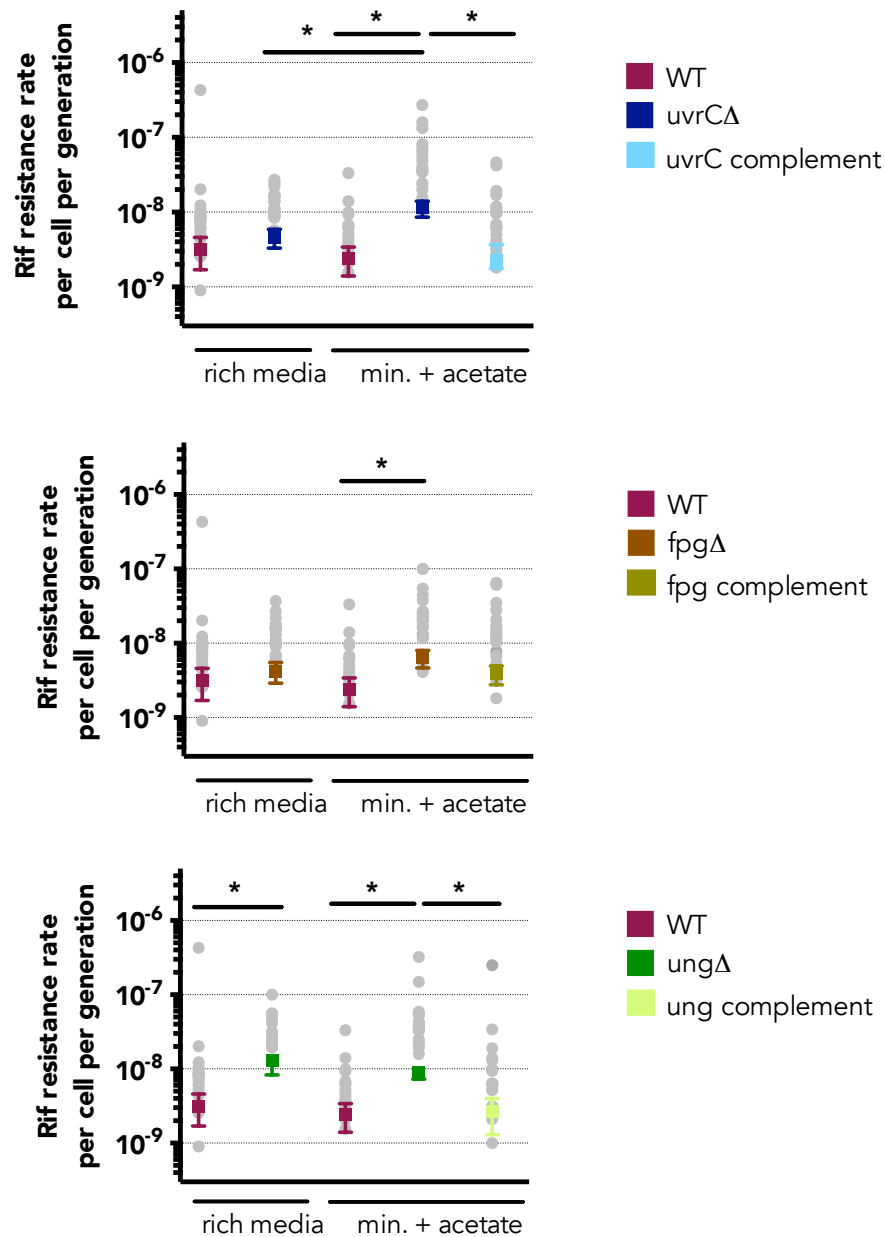 * * *
Rif resistance rate
per cell per generation
10⁻⁶
10⁻⁷
10⁻⁸
10⁻⁹
rich media min. + acetate
WT
uvrCΔ
uvrC complement
*
Rif resistance rate
per cell per generation
10⁻⁶
10⁻⁷
10⁻⁸
10⁻⁹
rich media min. + acetate
WT
fpgΔ
fpg complement
* * *
Rif resistance rate
per cell per generation
10⁻⁶
10⁻⁷
10⁻⁸
10⁻⁹
rich media min. + acetate
WT
ungΔ
ung complement